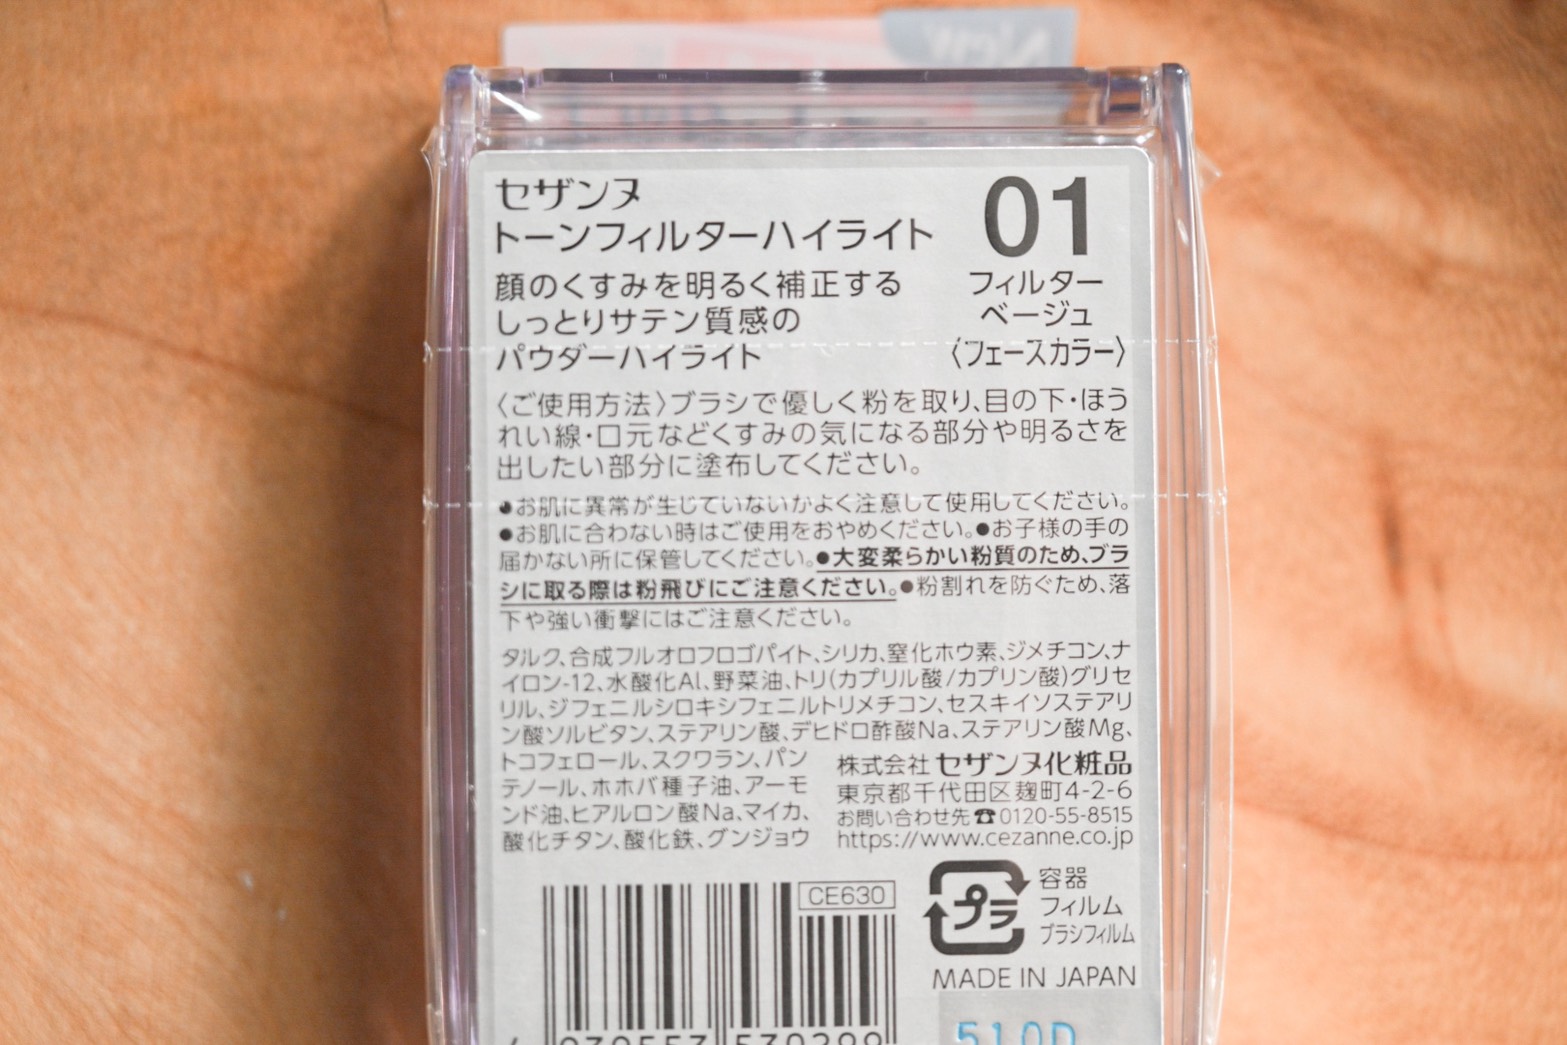 セザンヌ
トーンフィルターハイライト
顔のくすみを明るく補正する
しっとりサテン質感の
パウダーハイライト
01
フィルター
ベージュ
〈フェースカラー〉
〈ご使用方法〉ブラシで優しく粉を取り、目の下・ほう
れい線・口元などくすみの気になる部分や明るさを
出したい部分に塗布してください。
●お肌に異常が生じていないかよく注意して使用してください。
●お肌に合わない時はご使用をおやめください。●お子様の手の
届かない所に保管してください。●大変柔らかい粉質のため、ブラ
シに取る際は粉飛びにご注意ください。●粉割れを防ぐため、落
下や強い衝撃にはご注意ください。
タルク、合成フルオロフロゴパイト、シリカ、窒化ホウ素、ジメチコン、ナ
イロン-12、水酸化Al、野菜油、トリ(カプリル酸/カプリン酸)グリセ
リル、ジフェニルシロキシフェニルトリメチコン、セスキイソステアリ
ン酸ソルビタン、ステアリン酸、デヒドロ酢酸Na、ステアリン酸Mg、
トコフェロール、スクワラン、パン
テノール、ホホバ種子油、アーモ
ンド油、ヒアルロン酸Na、マイカ、
酸化チタン、酸化鉄、グンジョウ
株式会社 セザンヌ化粧品
東京都千代田区麹町4-2-6
お問い合わせ先☎0120-55-8515
https://www.cezanne.co.jp
CE630
プラ
容器
フィルム
ブラシフィルム
MADE IN JAPAN
510D